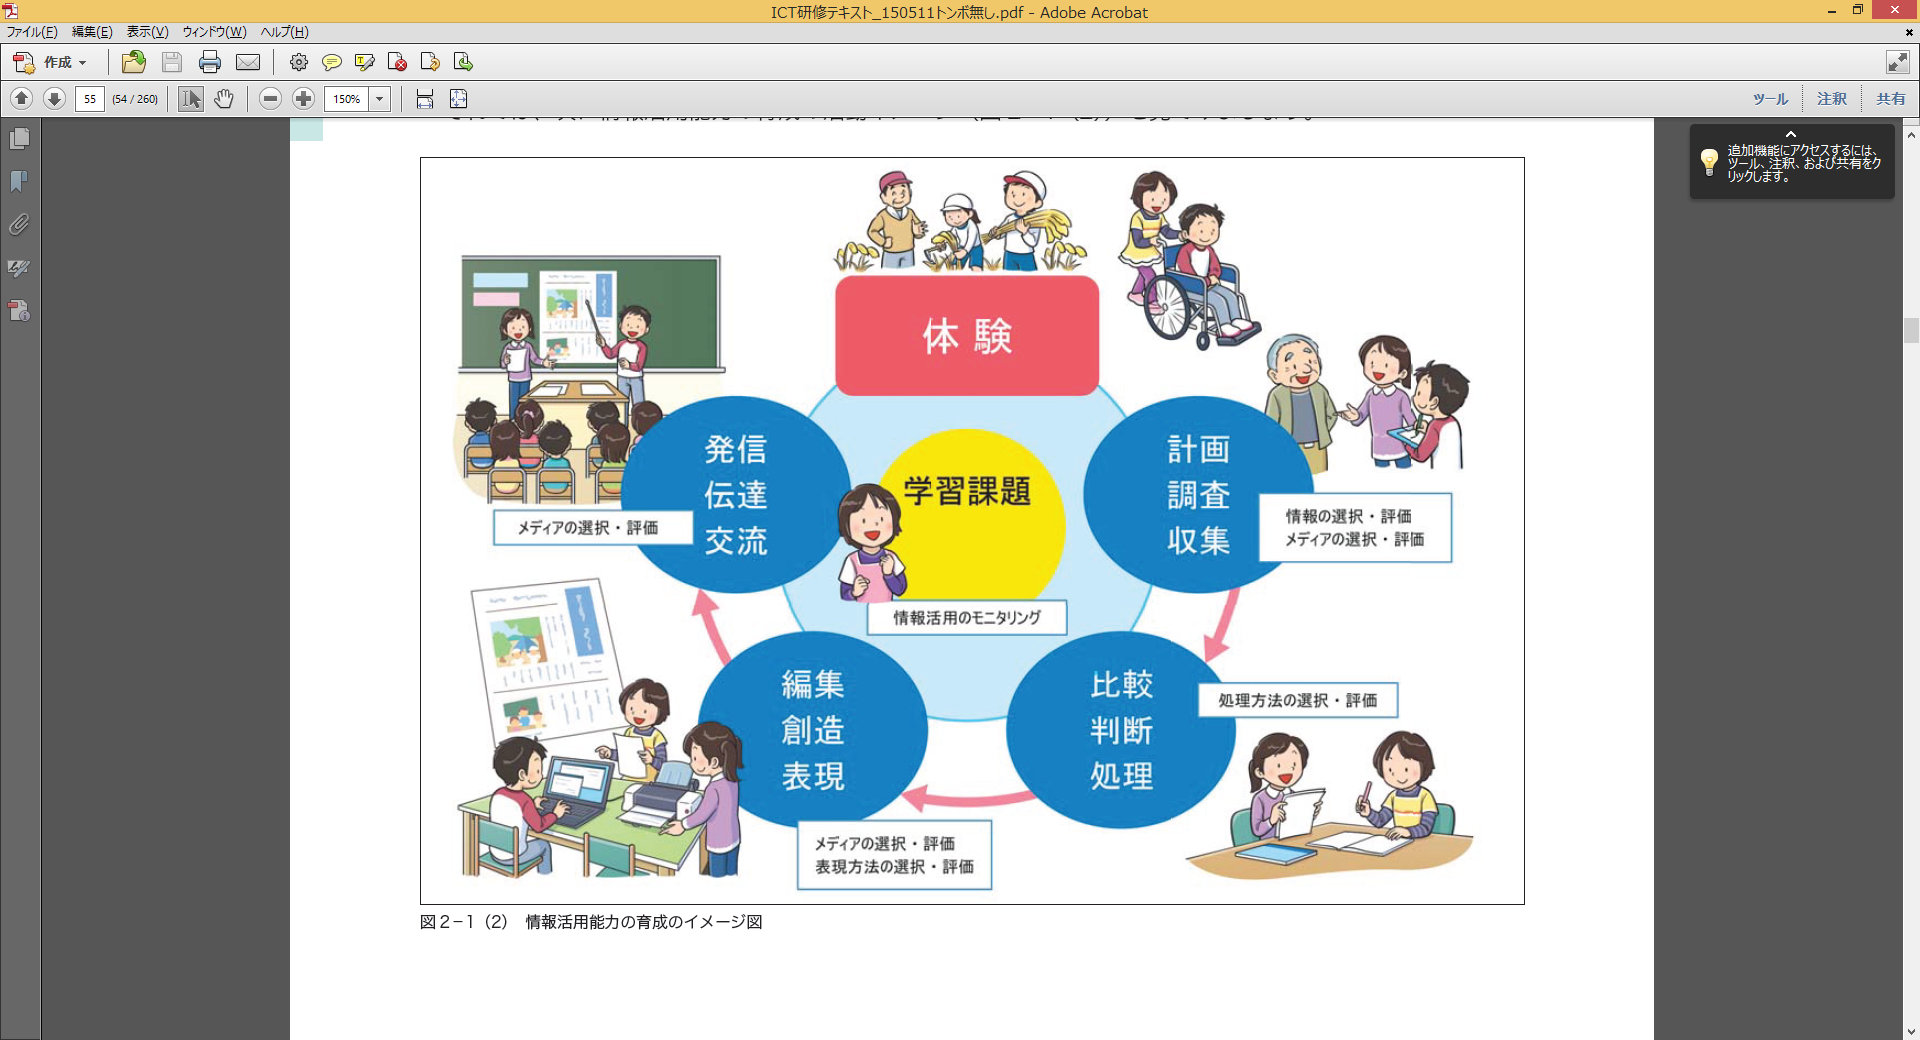 ICT研修テキスト_150511トンボ無し.pdf - Adobe Acrobat
ファイル(F) 編集(E) 表示(V) ウィンドウ(W) ヘルプ(H)
作成
55 (54 / 260) 150% ツール 注釈 共有
追加機能にアクセスするには、
ツール、注釈、および共有をク
リックします。
体験
発信
伝達
交流
メディアの選択・評価
学習課題
情報活用のモニタリング
計画
調査
収集
情報の選択・評価
メディアの選択・評価
編集
創造
表現
メディアの選択・評価
表現方法の選択・評価
比較
判断
処理
処理方法の選択・評価
図2−1（2） 情報活用能力の育成のイメージ図